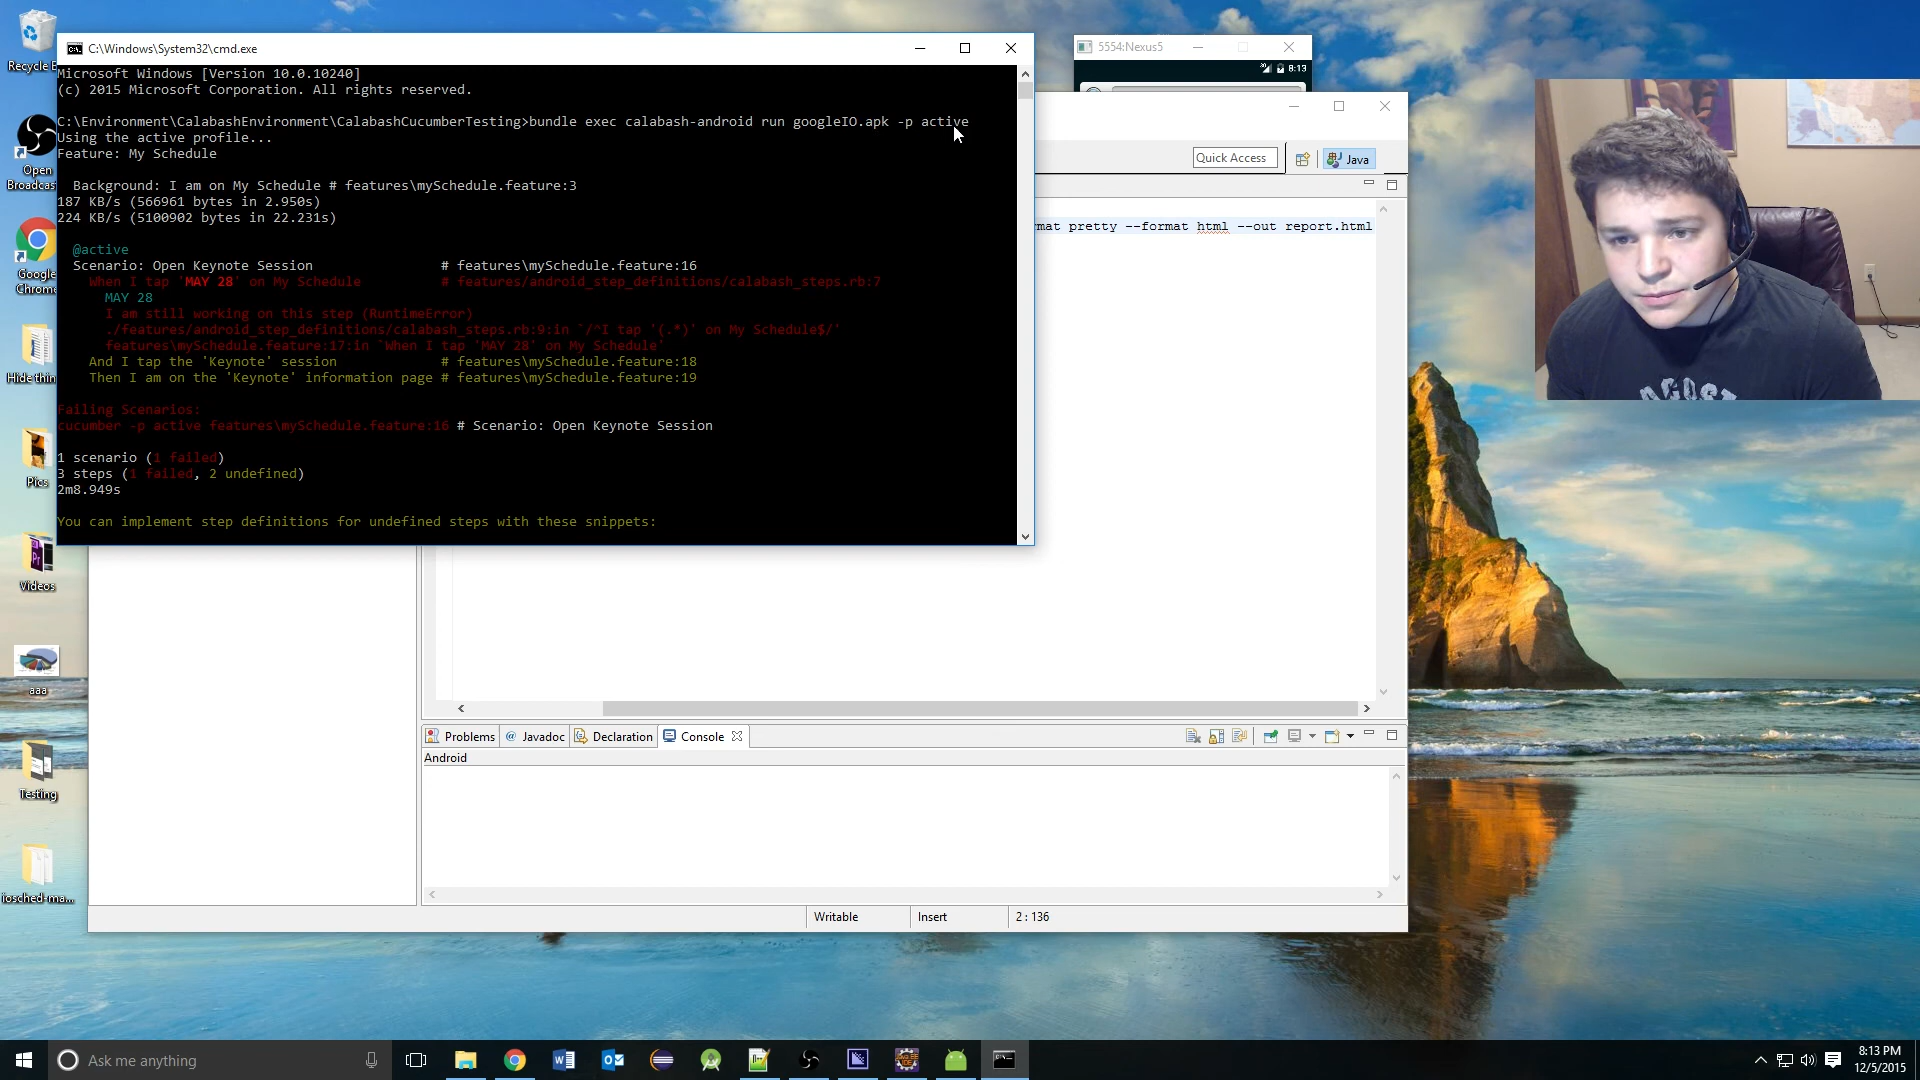 Recycle B
Open
Broadcas
Google
Chrome
Hide thin
Pics
Videos
aaa
Testing
iosched-ma...
C:\Windows\System32\cmd.exe
Microsoft Windows [Version 10.0.10240]
(c) 2015 Microsoft Corporation. All rights reserved.
C:\Environment\CalabashEnvironment\CalabashCucumberTesting>bundle exec calabash-android run googleIO.apk -p active
Using the active profile...
Feature: My Schedule
Background: I am on My Schedule # features\mySchedule.feature:3
187 KB/s (566961 bytes in 2.950s)
224 KB/s (5100902 bytes in 22.231s)
@active
Scenario: Open Keynote Session # features\mySchedule.feature:16
When I tap 'MAY 28' on My Schedule # features/android_step_definitions/calabash_steps.rb:7
MAY 28
I am still working on this step (RuntimeError)
./features/android_step_definitions/calabash_steps.rb:9:in `/^I tap '(.*)' on My Schedule$/'
features\mySchedule.feature:17:in `When I tap 'MAY 28' on My Schedule'
And I tap the 'Keynote' session # features\mySchedule.feature:18
Then I am on the 'Keynote' information page # features\mySchedule.feature:19
Failing Scenarios:
cucumber -p active features\mySchedule.feature:16 # Scenario: Open Keynote Session
1 scenario (1 failed)
3 steps (1 failed, 2 undefined)
2m8.949s
You can implement step definitions for undefined steps with these snippets:
5554:Nexus5
8:13
Quick Access
Java
rmat pretty --format html --out report.html
Problems
@ Javadoc
Declaration
Console
Android
Writable
Insert
2 : 136
Ask me anything
8:13 PM
12/5/2015